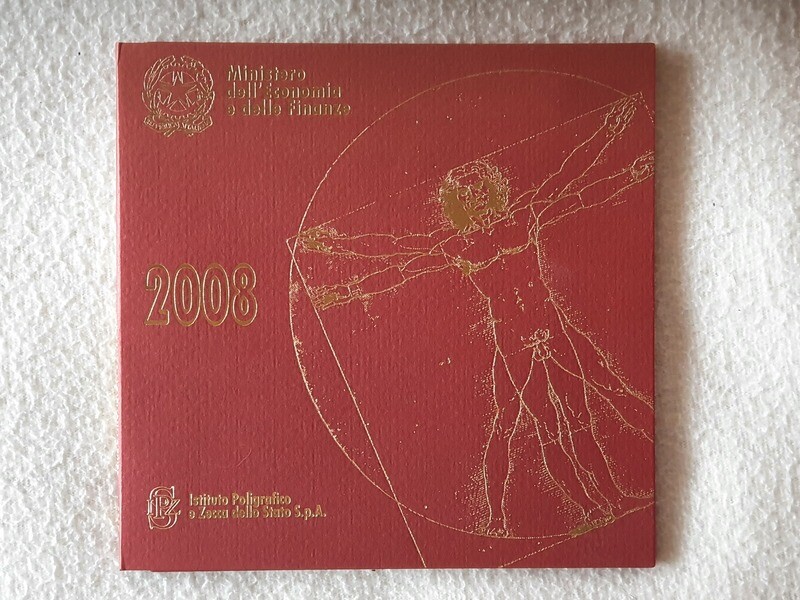 Ministero
dell'Economia
e delle Finanze
2008
Istituto Poligrafico
e Zecca dello Stato S.p.A.